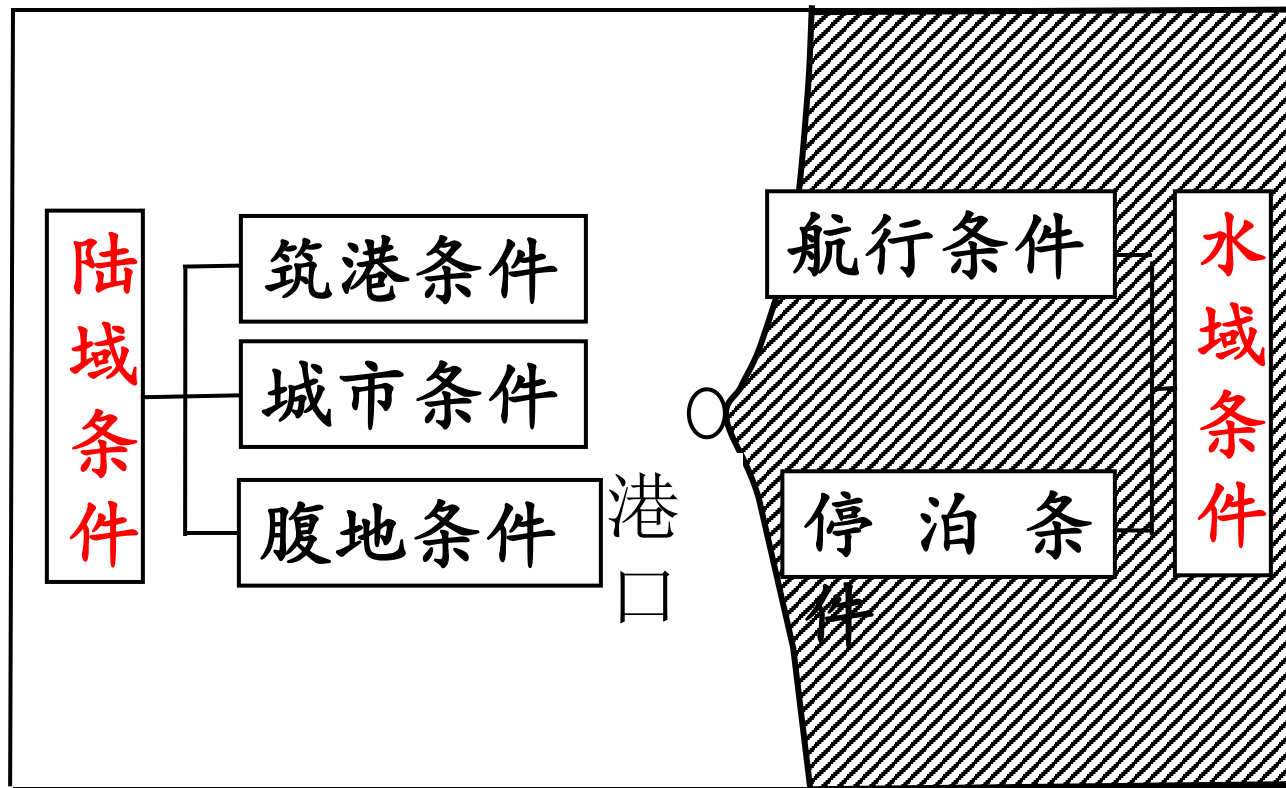 陆域条件
筑港条件
城市条件
腹地条件
港口
航行条件
停 泊 条
件
水域条件